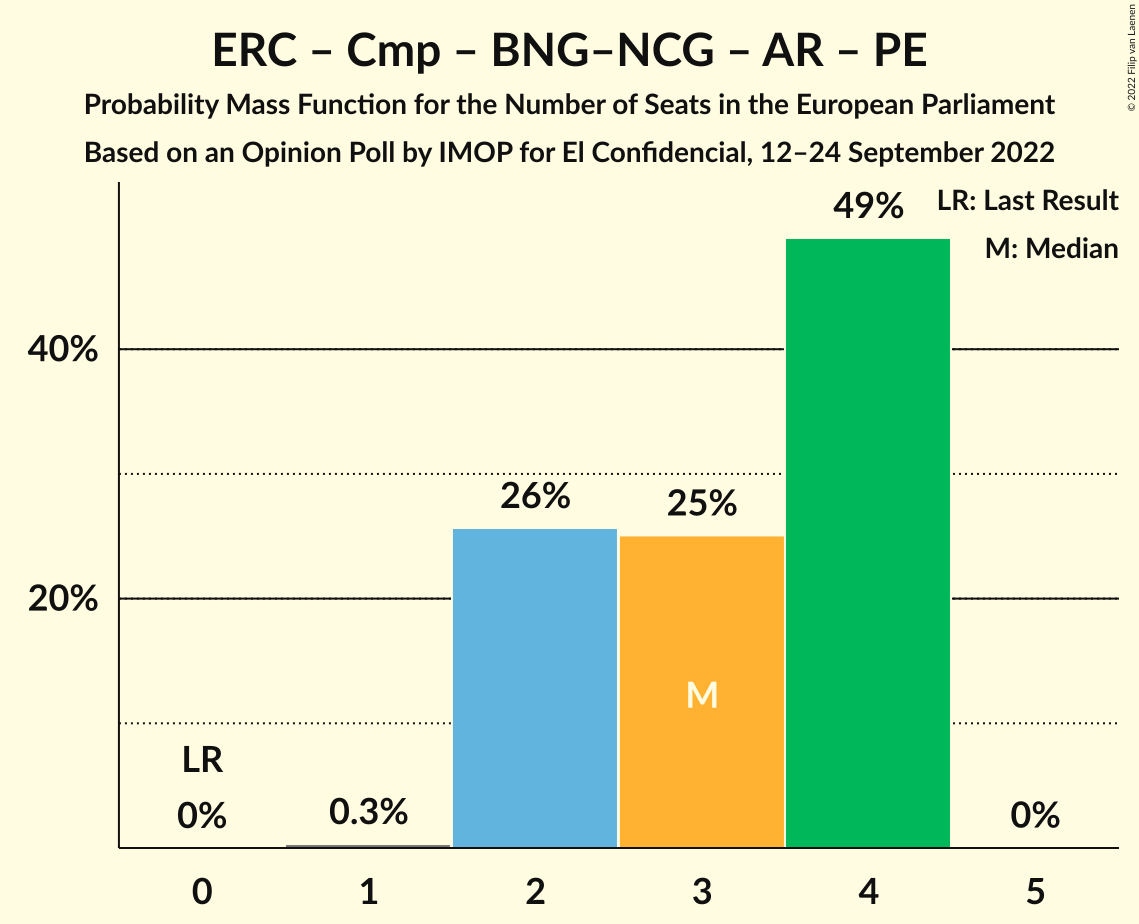 ERC – Cmp – BNG–NCG – AR – PE
Probability Mass Function for the Number of Seats in the European Parliament
Based on an Opinion Poll by IMOP for El Confidencial, 12–24 September 2022
© 2022 Filip van Laenen
LR: Last Result
M: Median
49%
40%
26%
25%
20%
M
LR
0%
0.3%
0%
0 1 2 3 4 5